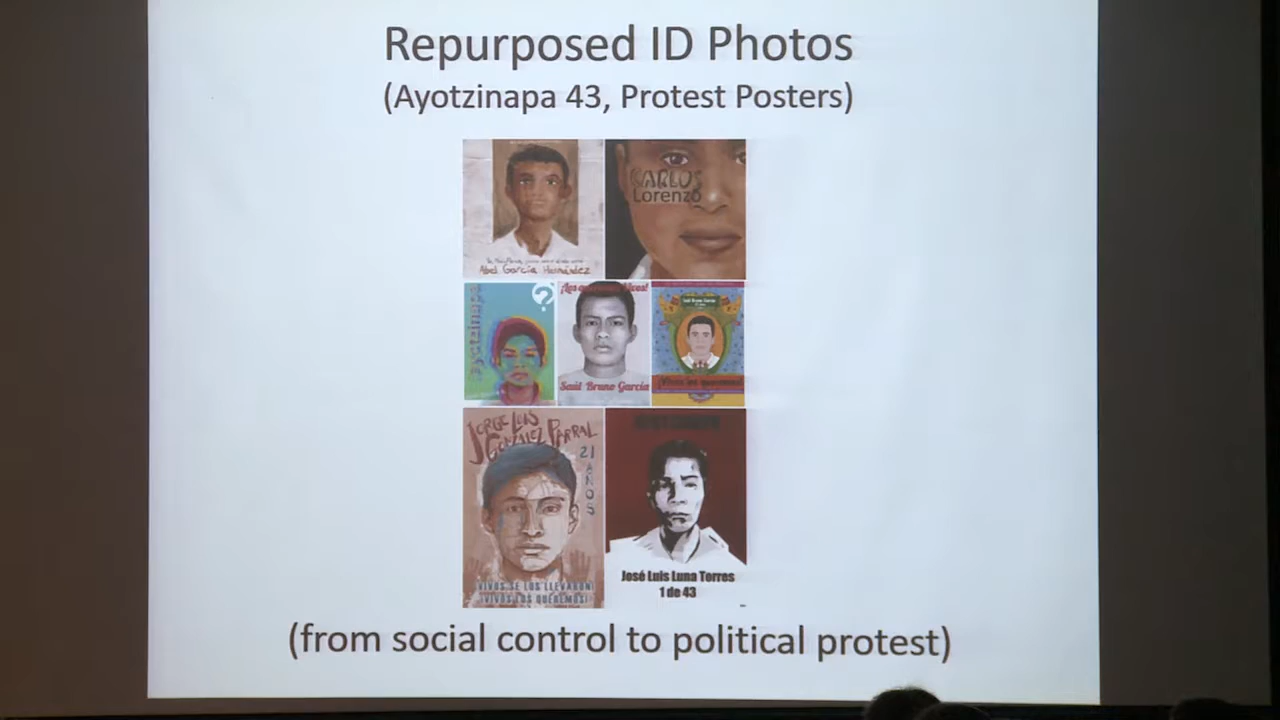 Repurposed ID Photos
(Ayotzinapa 43, Protest Posters)
Abel García Hernández
CARLOS
Lorenzo
?
Ayotzinapa
Saúl Bruno García
JORGE LUIS
GONZÁLEZ PARRAL
21
AÑOS
¡VIVOS SE LOS LLEVARON!
¡VIVOS LOS QUEREMOS!
José Luis Luna Torres
1 de 43
(from social control to political protest)